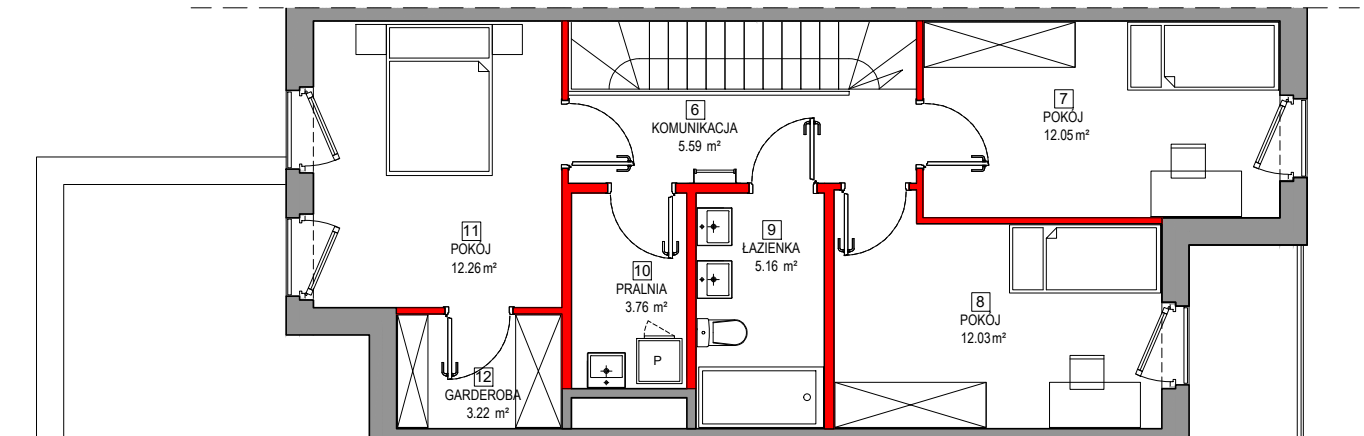 6
KOMUNIKACJA
5.59 m²
7
POKÓJ
12.05 m²
11
POKÓJ
12.26 m²
10
PRALNIA
3.76 m²
P
9
ŁAZIENKA
5.16 m²
8
POKÓJ
12.03 m²
12
GARDEROBA
3.22 m²